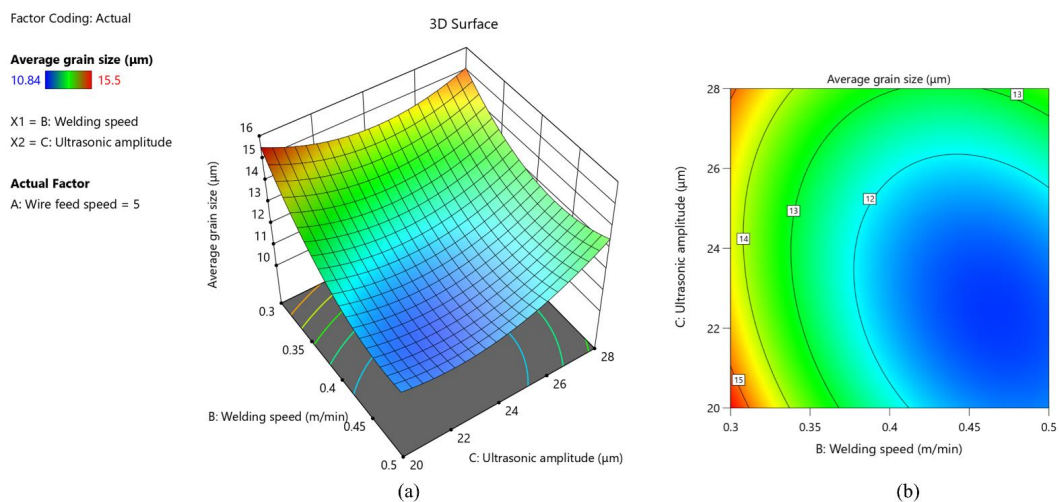 Factor Coding: Actual
Average grain size (μm)
10.84 15.5
X1 = B: Welding speed
X2 = C: Ultrasonic amplitude
Actual Factor
A: Wire feed speed = 5
3D Surface
16
15
14
13
12
11
10
Average grain size (μm)
0.3
0.35
0.4
0.45
0.5
B: Welding speed (m/min)
20
22
24
26
28
C: Ultrasonic amplitude (μm)
(a)
Average grain size (μm)
28
26
24
22
20
C: Ultrasonic amplitude (μm)
13
12
13
14
15
0.3 0.35 0.4 0.45 0.5
B: Welding speed (m/min)
(b)